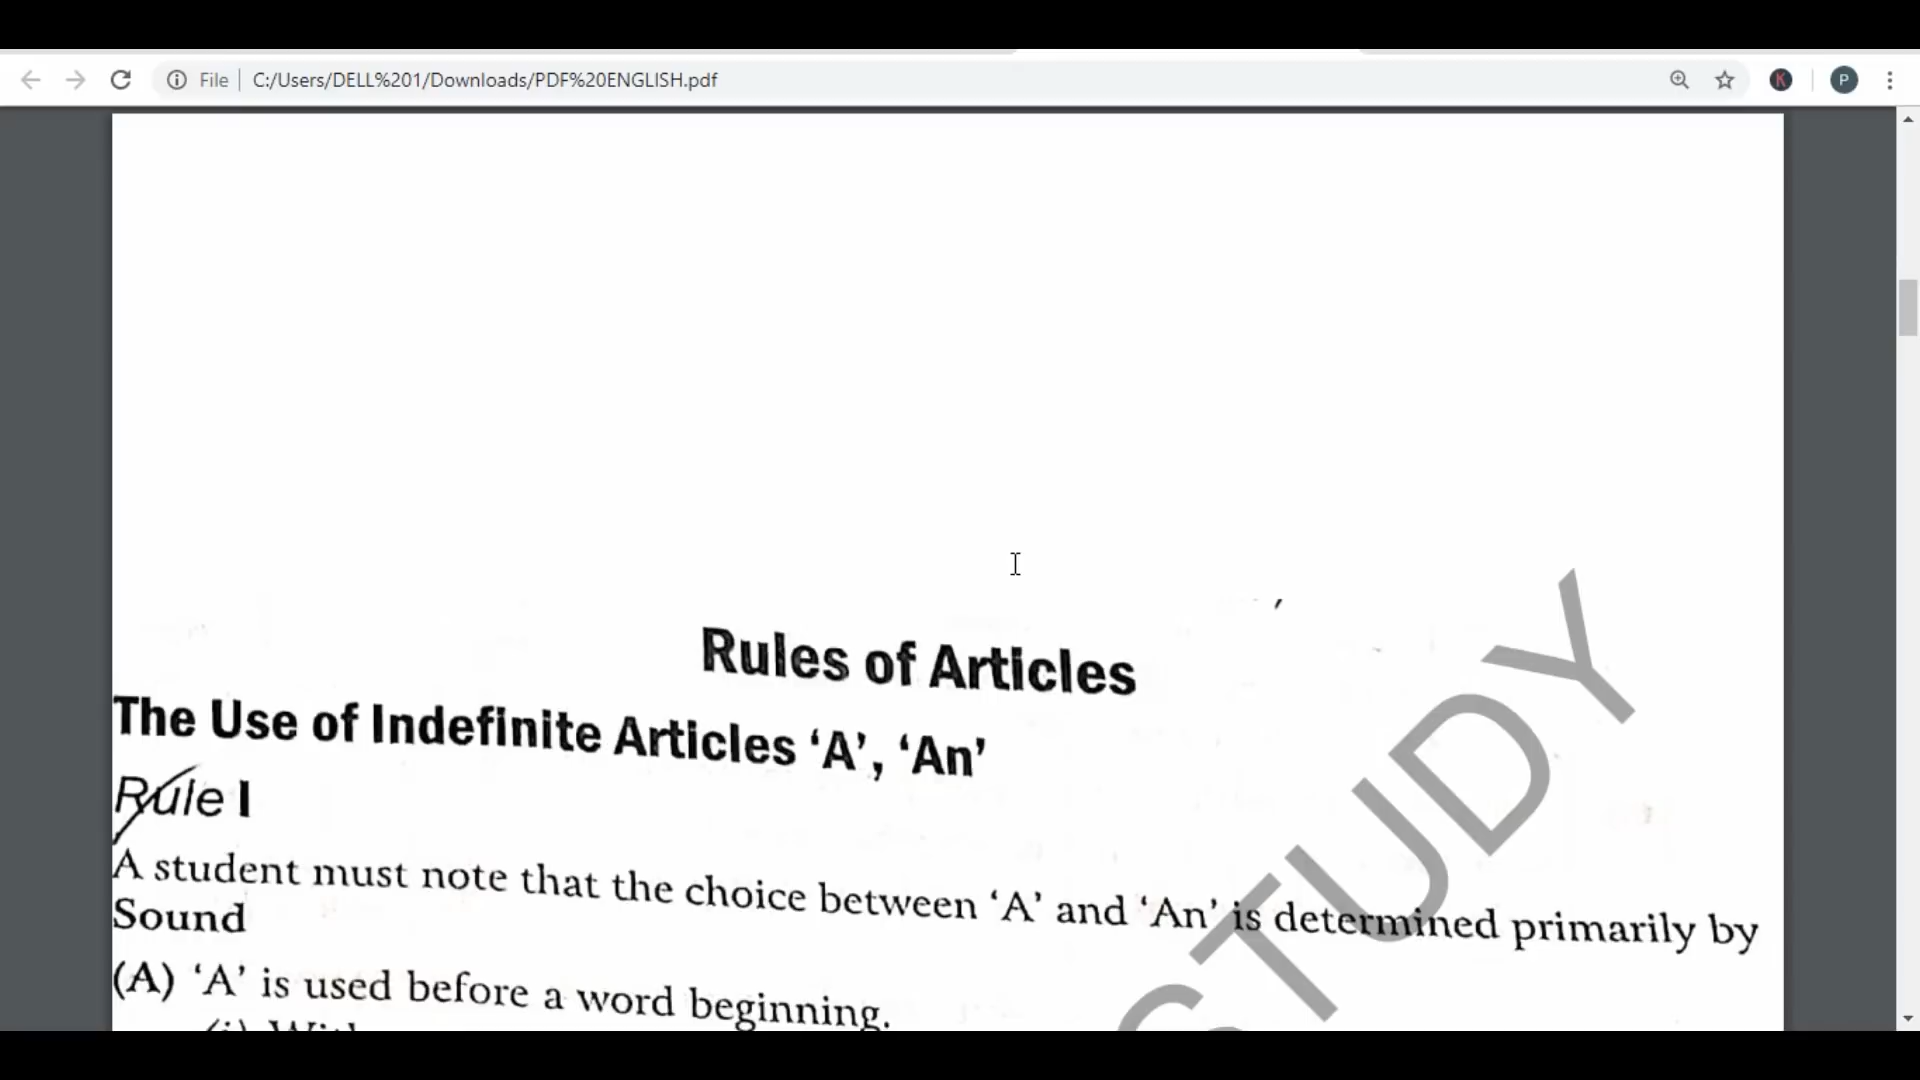 File
C:/Users/DELL%201/Downloads/PDF%20ENGLISH.pdf
K
P
Rules of Articles
The Use of Indefinite Articles ‘A’, ‘An’
Rule I
A student must note that the choice between ‘A’ and ‘An’ is determined primarily by
Sound
(A) ‘A’ is used before a word beginning.
STUDY